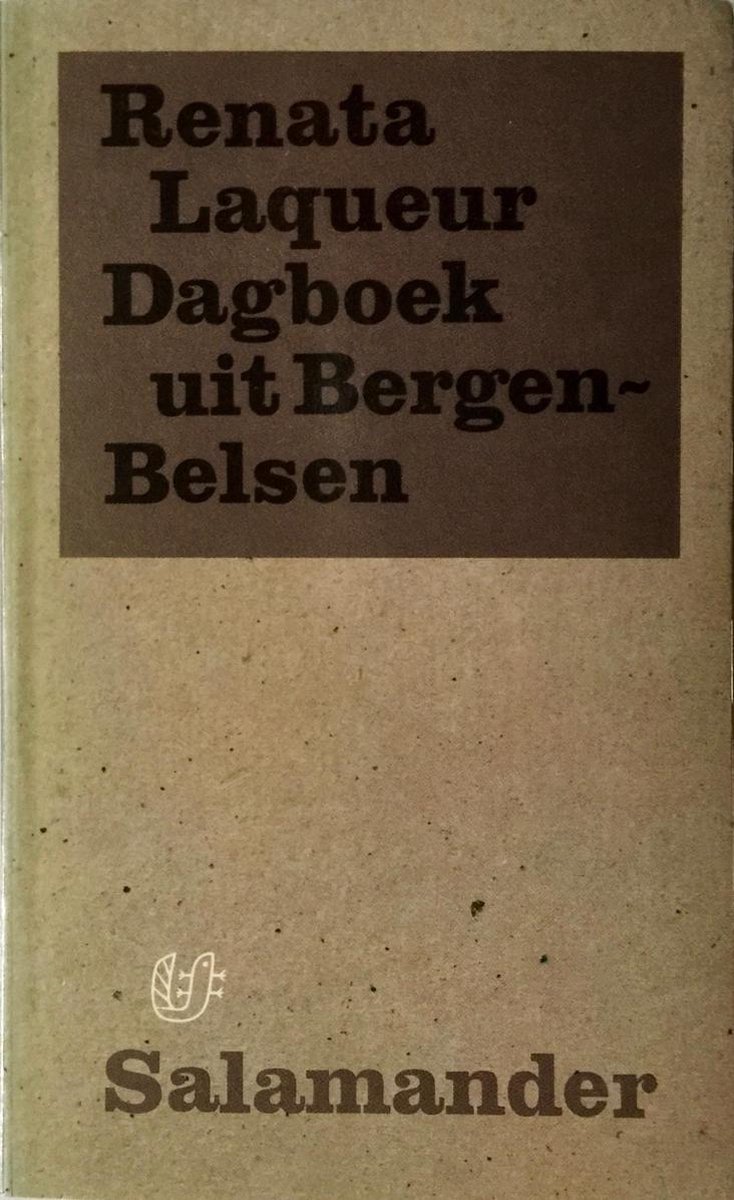 Renata
Laqueur
Dagboek
uit Bergen-
Belsen
Salamander